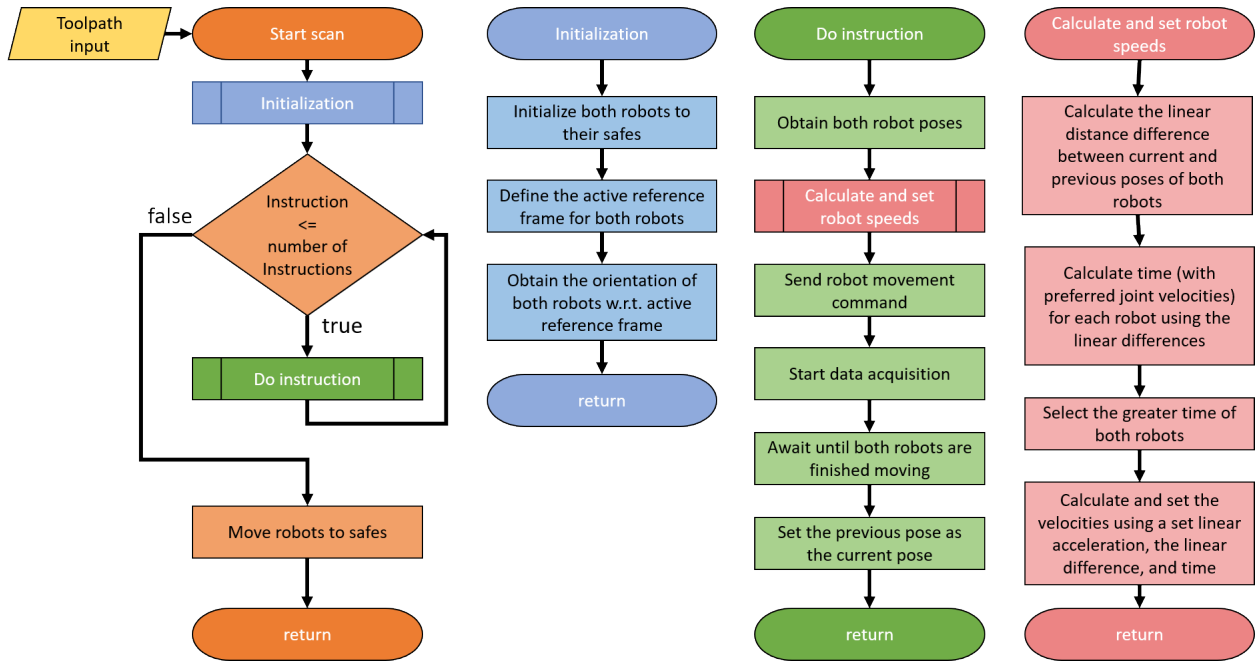 Toolpath
input
Start scan
Initialization
Instruction
<=
number of
Instructions
false
true
Do instruction
Move robots to safes
return
Initialization
Initialize both robots to
their safes
Define the active reference
frame for both robots
Obtain the orientation of
both robots w.r.t. active
reference frame
return
Do instruction
Obtain both robot poses
Calculate and set
robot speeds
Send robot movement
command
Start data acquisition
Await until both robots are
finished moving
Set the previous pose as
the current pose
return
Calculate and set robot
speeds
Calculate the linear
distance difference
between current and
previous poses of both
robots
Calculate time (with
preferred joint velocities)
for each robot using the
linear differences
Select the greater time of
both robots
Calculate and set the
velocities using a set linear
acceleration, the linear
difference, and time
return